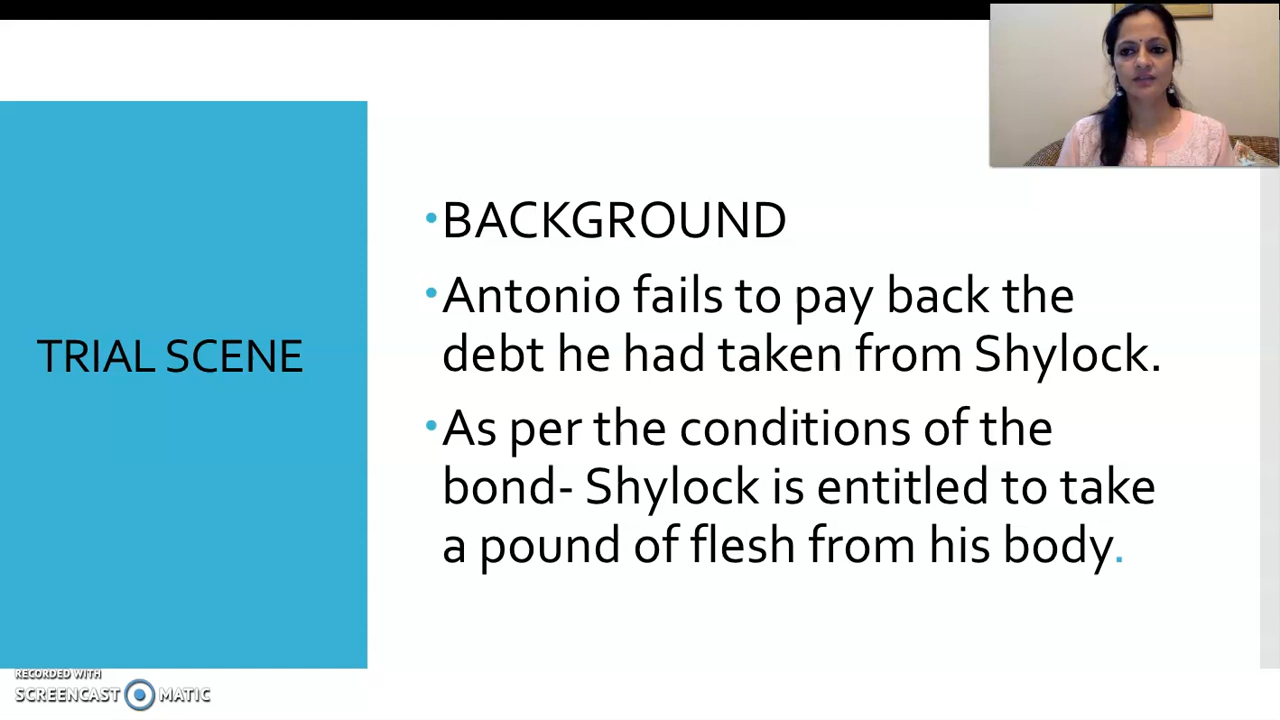 TRIAL SCENE
•BACKGROUND
•Antonio fails to pay back the
debt he had taken from Shylock.
•As per the conditions of the
bond- Shylock is entitled to take
a pound of flesh from his body.
RECORDED WITH
SCREENCAST MATIC